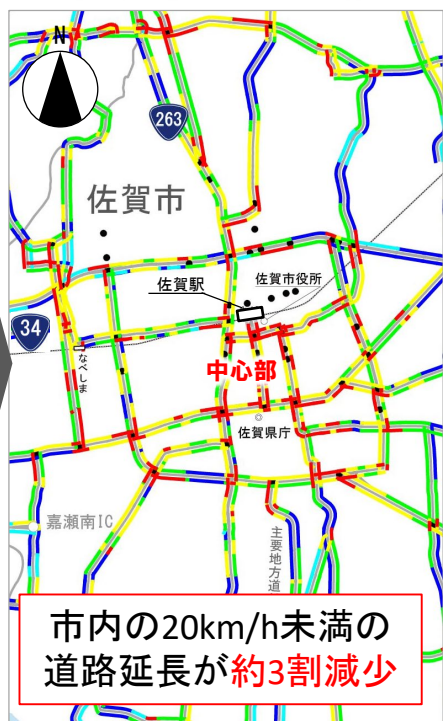 N
263
佐賀市
佐賀駅
佐賀市役所
34
なべしま
中心部
佐賀県庁
嘉瀬南IC
主要地方道
市内の20km/h未満の
道路延長が約3割減少